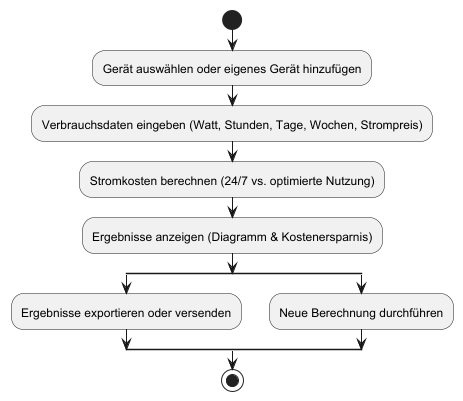 Gerät auswählen oder eigenes Gerät hinzufügen
Verbrauchsdaten eingeben (Watt, Stunden, Tage, Wochen, Strompreis)
Stromkosten berechnen (24/7 vs. optimierte Nutzung)
Ergebnisse anzeigen (Diagramm & Kostenersparnis)
Ergebnisse exportieren oder versenden
Neue Berechnung durchführen